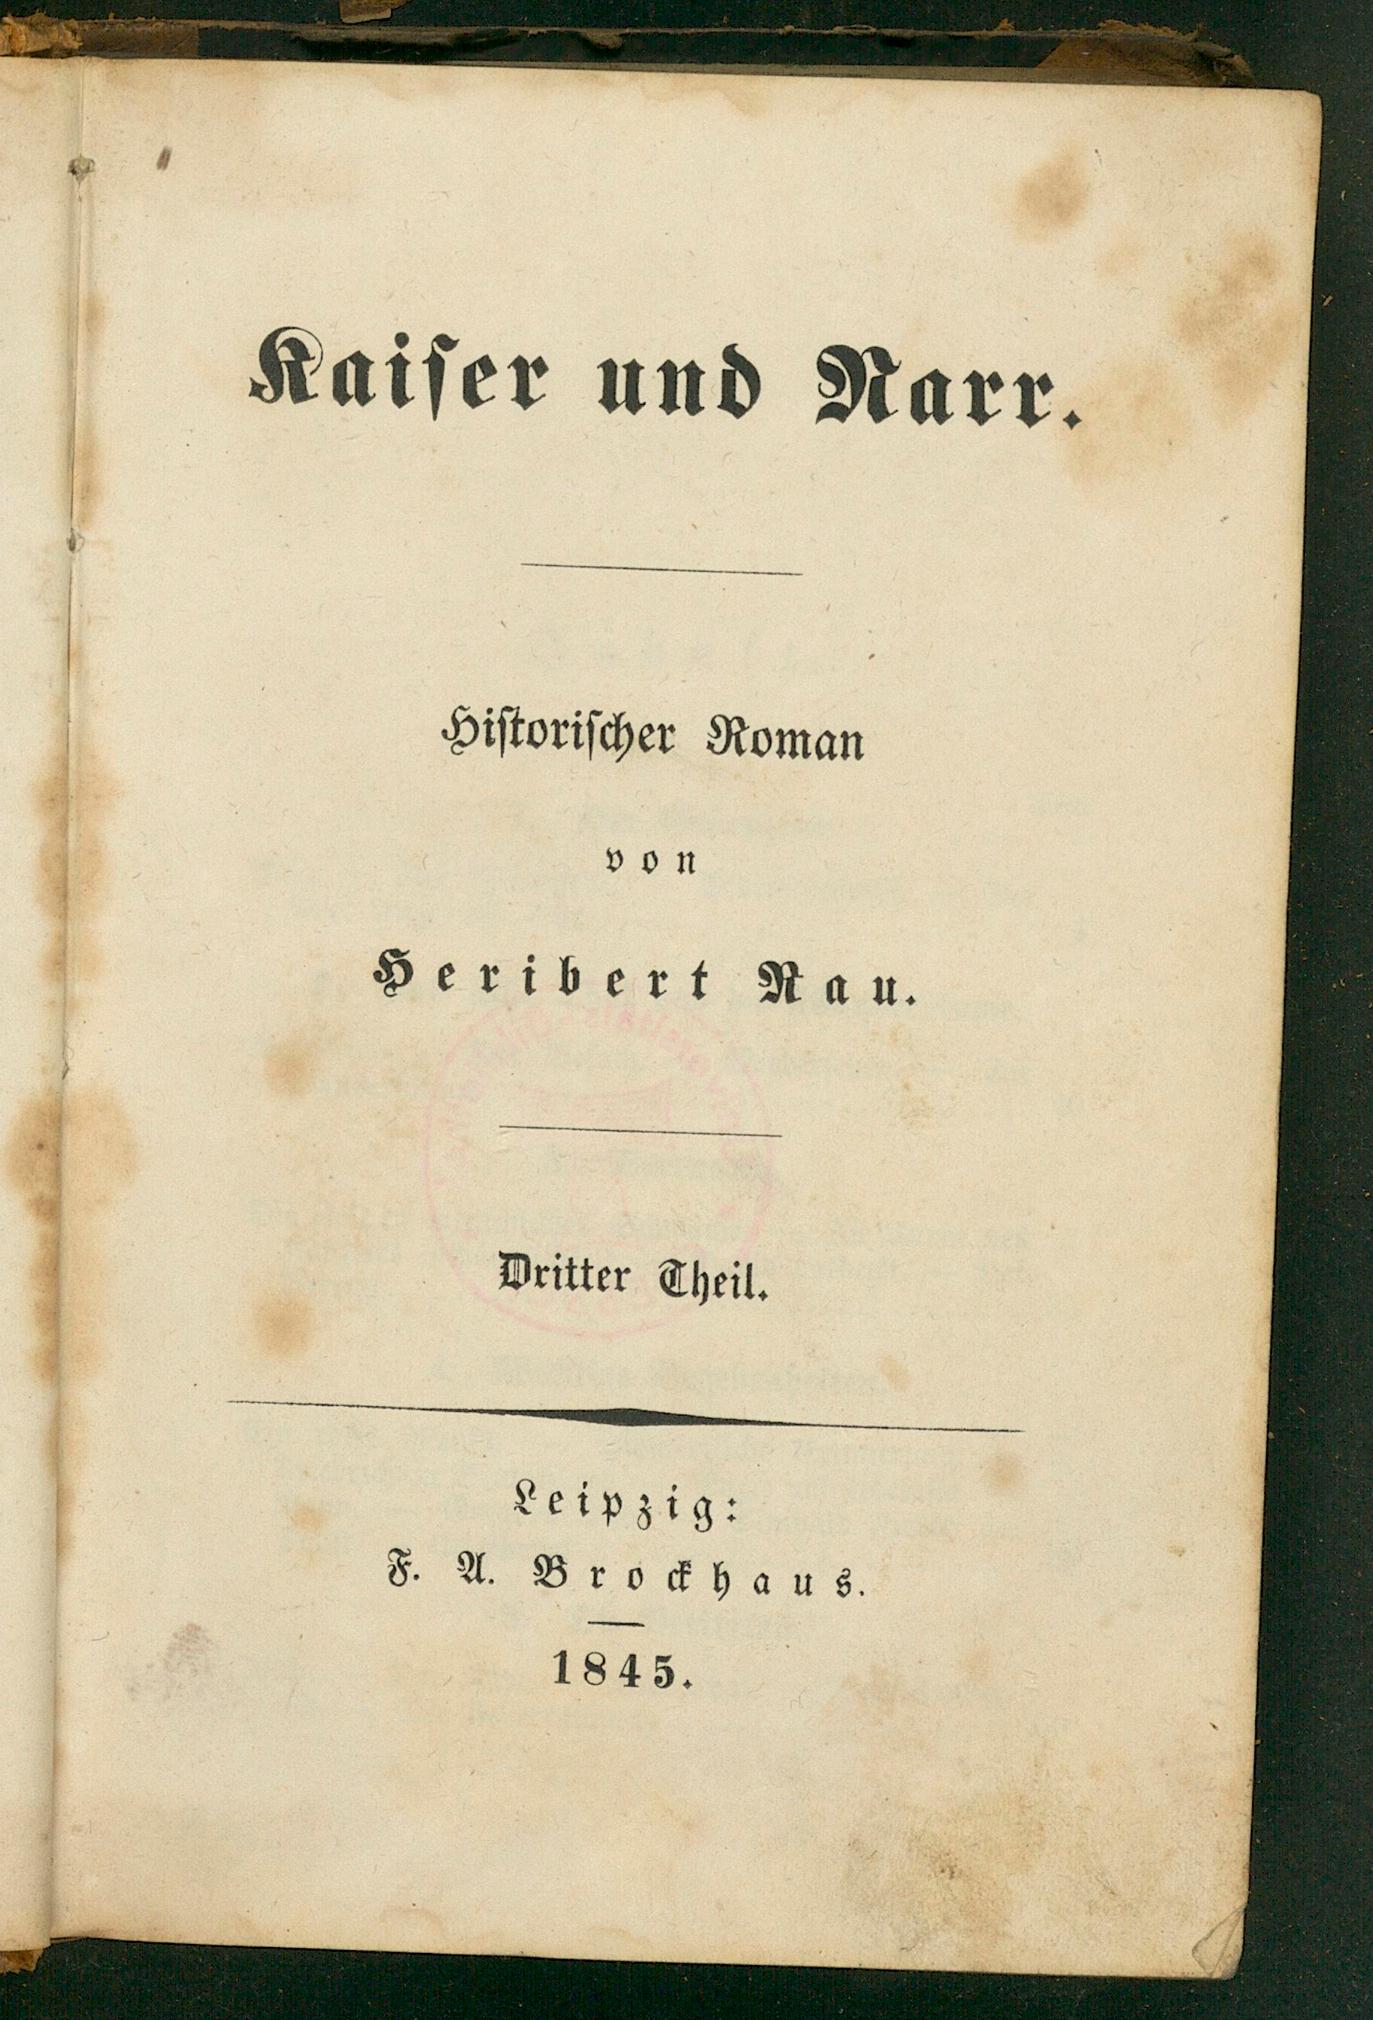 Kaiſer und Narr.
Hiſtoriſcher Roman
von
Heribert Rau.
Dritter Theil.
Leipzig:
F. A. Brockhaus.
1845.